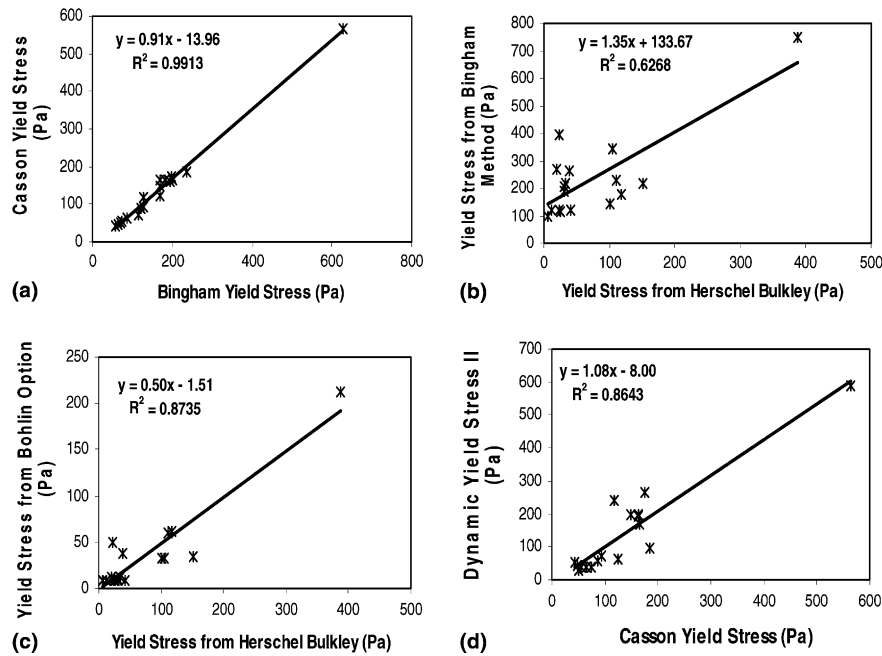 600
500
400
300
200
100
0
Casson Yield Stress
(Pa)
y = 0.91x - 13.96
R² = 0.9913
0 200 400 600 800
(a) Bingham Yield Stress (Pa)
800
700
600
500
400
300
200
100
0
Yield Stress from Bingham
Method (Pa)
y = 1.35x + 133.67
R² = 0.6268
0 100 200 300 400 500
(b) Yield Stress from Herschel Bulkley (Pa)
250
200
150
100
50
0
Yield Stress from Bohlin Option
(Pa)
y = 0.50x - 1.51
R² = 0.8735
0 100 200 300 400 500
(c) Yield Stress from Herschel Bulkley (Pa)
700
600
500
400
300
200
100
0
Dynamic Yield Stress II
(Pa)
y = 1.08x - 8.00
R² = 0.8643
0 100 200 300 400 500 600
(d) Casson Yield Stress (Pa)